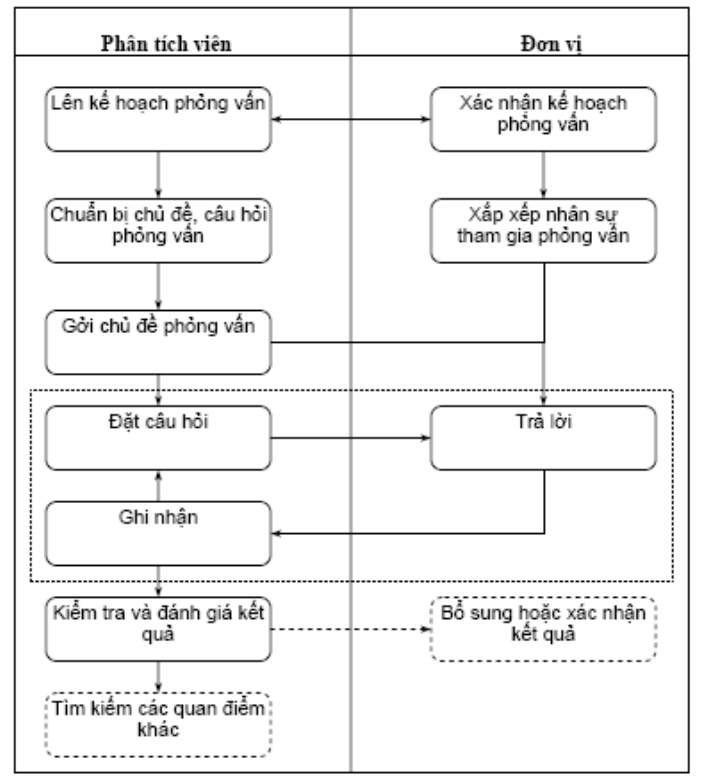 Phân tích viên
Đơn vị
Lên kế hoạch phỏng vấn
Xác nhận kế hoạch
phỏng vấn
Chuẩn bị chủ đề, câu hỏi
phỏng vấn
Xắp xếp nhân sự
tham gia phỏng vấn
Gởi chủ đề phỏng vấn
Đặt câu hỏi
Trả lời
Ghi nhận
Kiểm tra và đánh giá kết
quả
Bổ sung hoặc xác nhận
kết quả
Tìm kiếm các quan điểm
khác